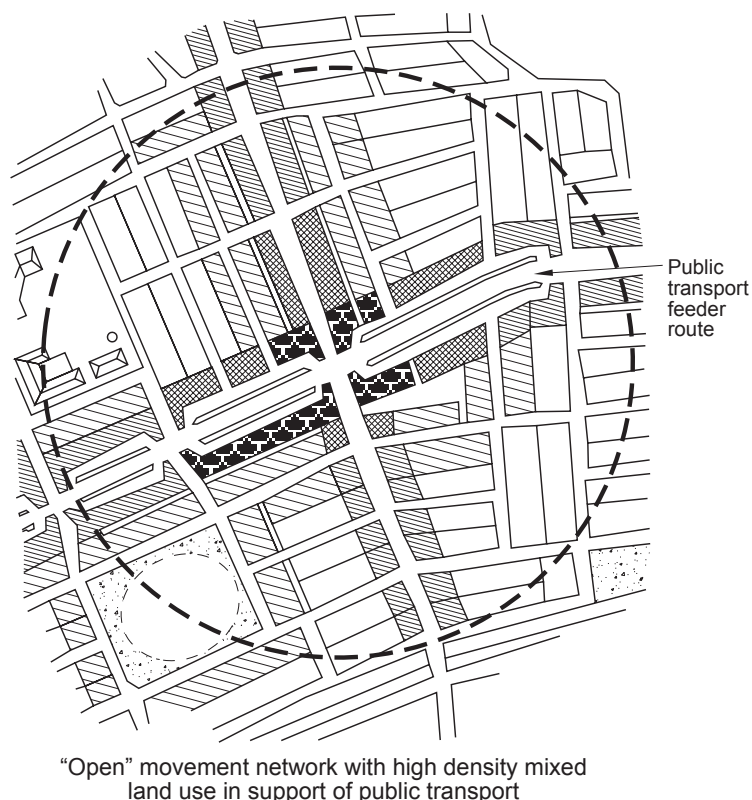 Public
transport
feeder
route
“Open” movement network with high density mixed
land use in support of public transport